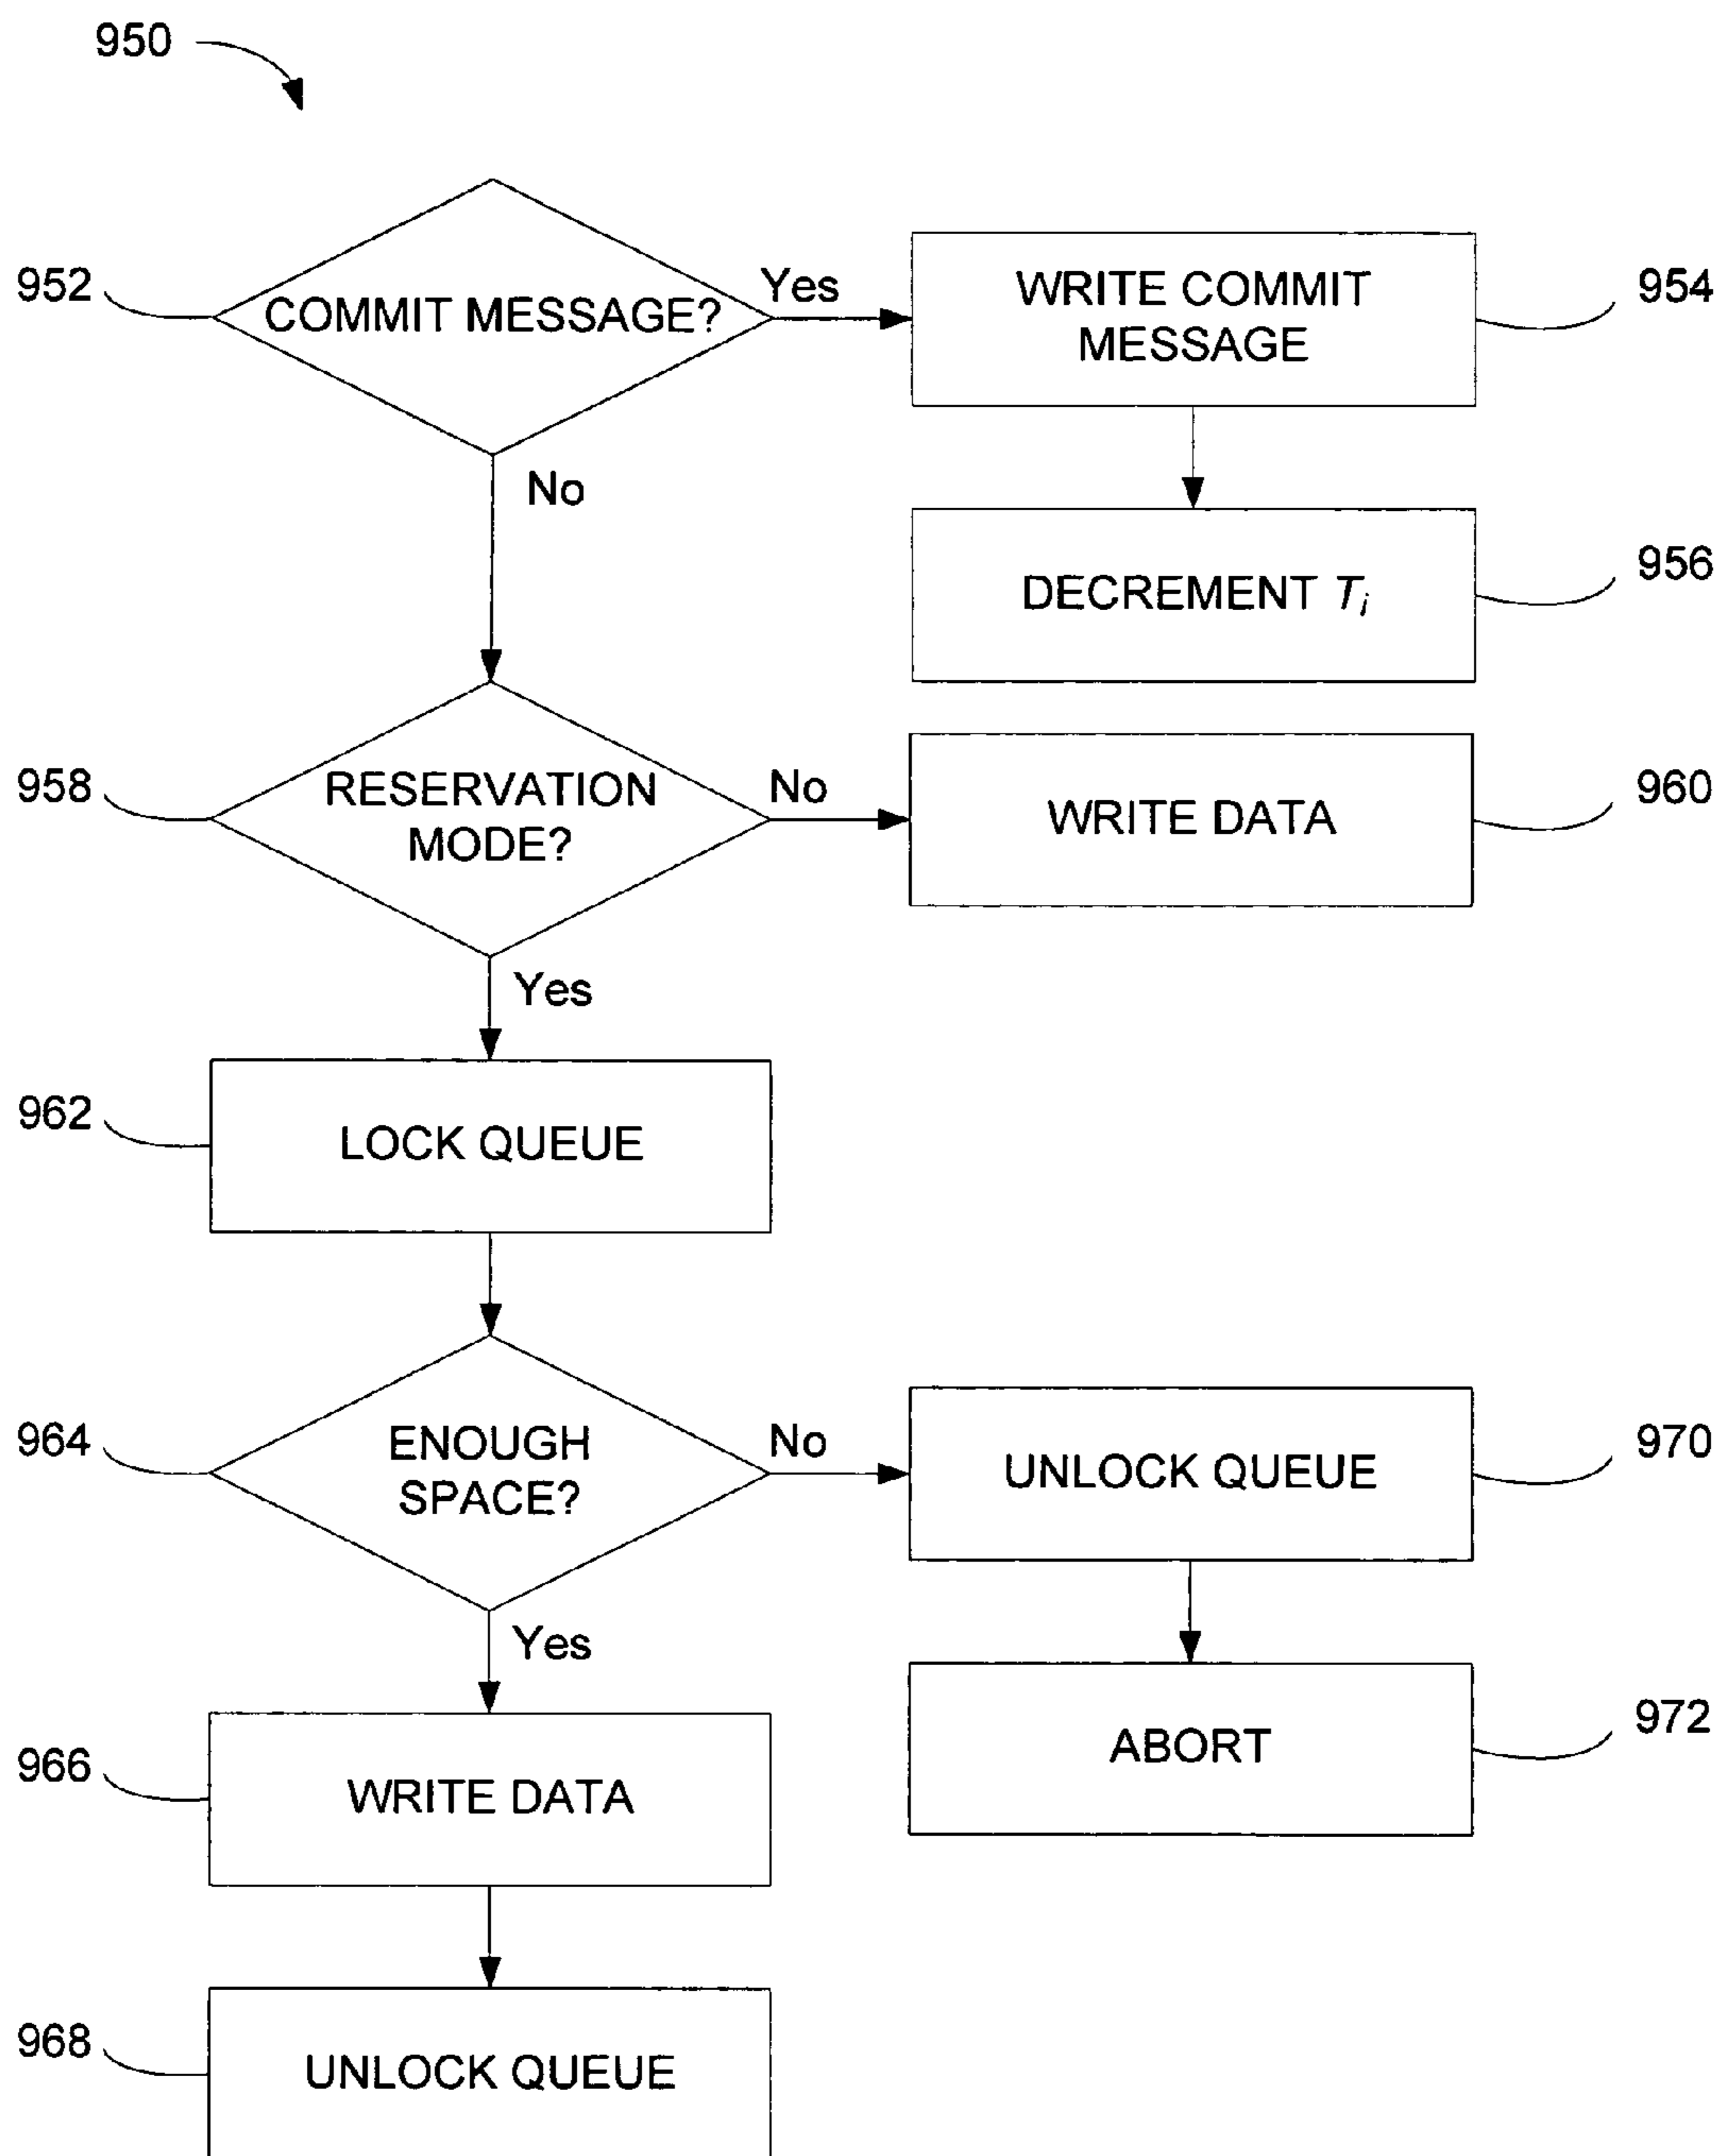 950
952
COMMIT MESSAGE?
Yes
WRITE COMMIT
MESSAGE
954
No
DECREMENT Ti
956
958
RESERVATION
MODE?
No
WRITE DATA
960
Yes
962
LOCK QUEUE
964
ENOUGH
SPACE?
No
UNLOCK QUEUE
970
Yes
ABORT
972
966
WRITE DATA
968
UNLOCK QUEUE